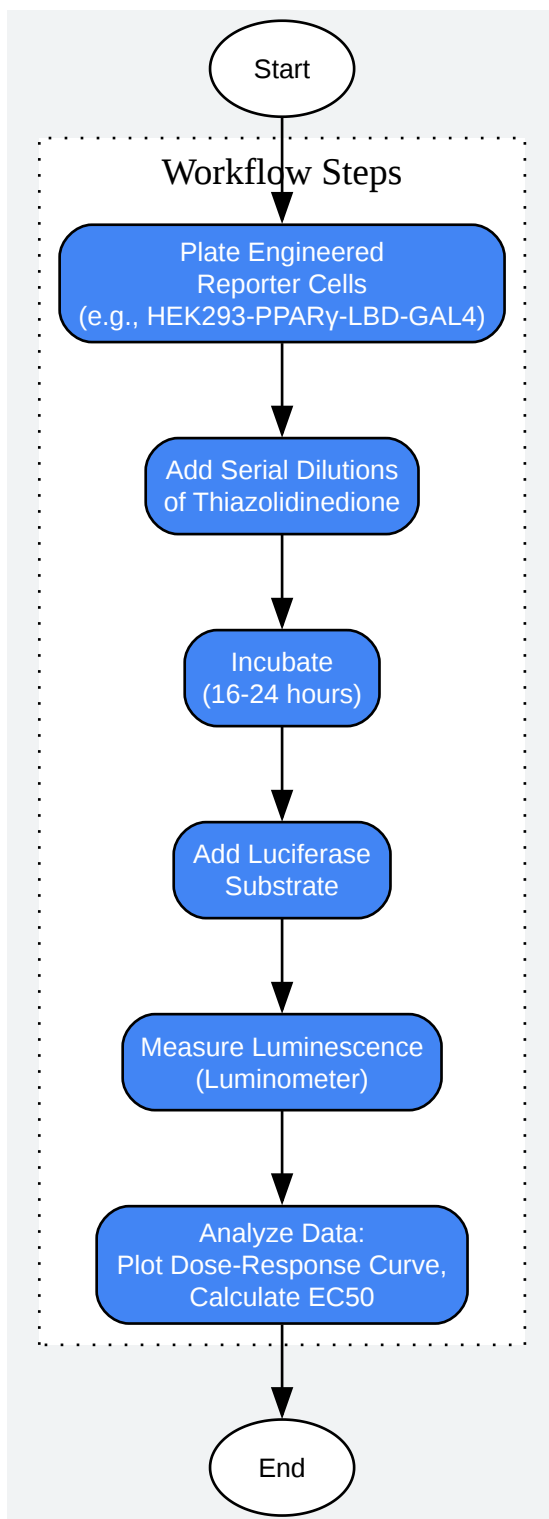 Start
Workflow Steps
Plate Engineered
Reporter Cells
(e.g., HEK293-PPARγ-LBD-GAL4)
Add Serial Dilutions
of Thiazolidinedione
Incubate
(16-24 hours)
Add Luciferase
Substrate
Measure Luminescence
(Luminometer)
Analyze Data:
Plot Dose-Response Curve,
Calculate EC50
End